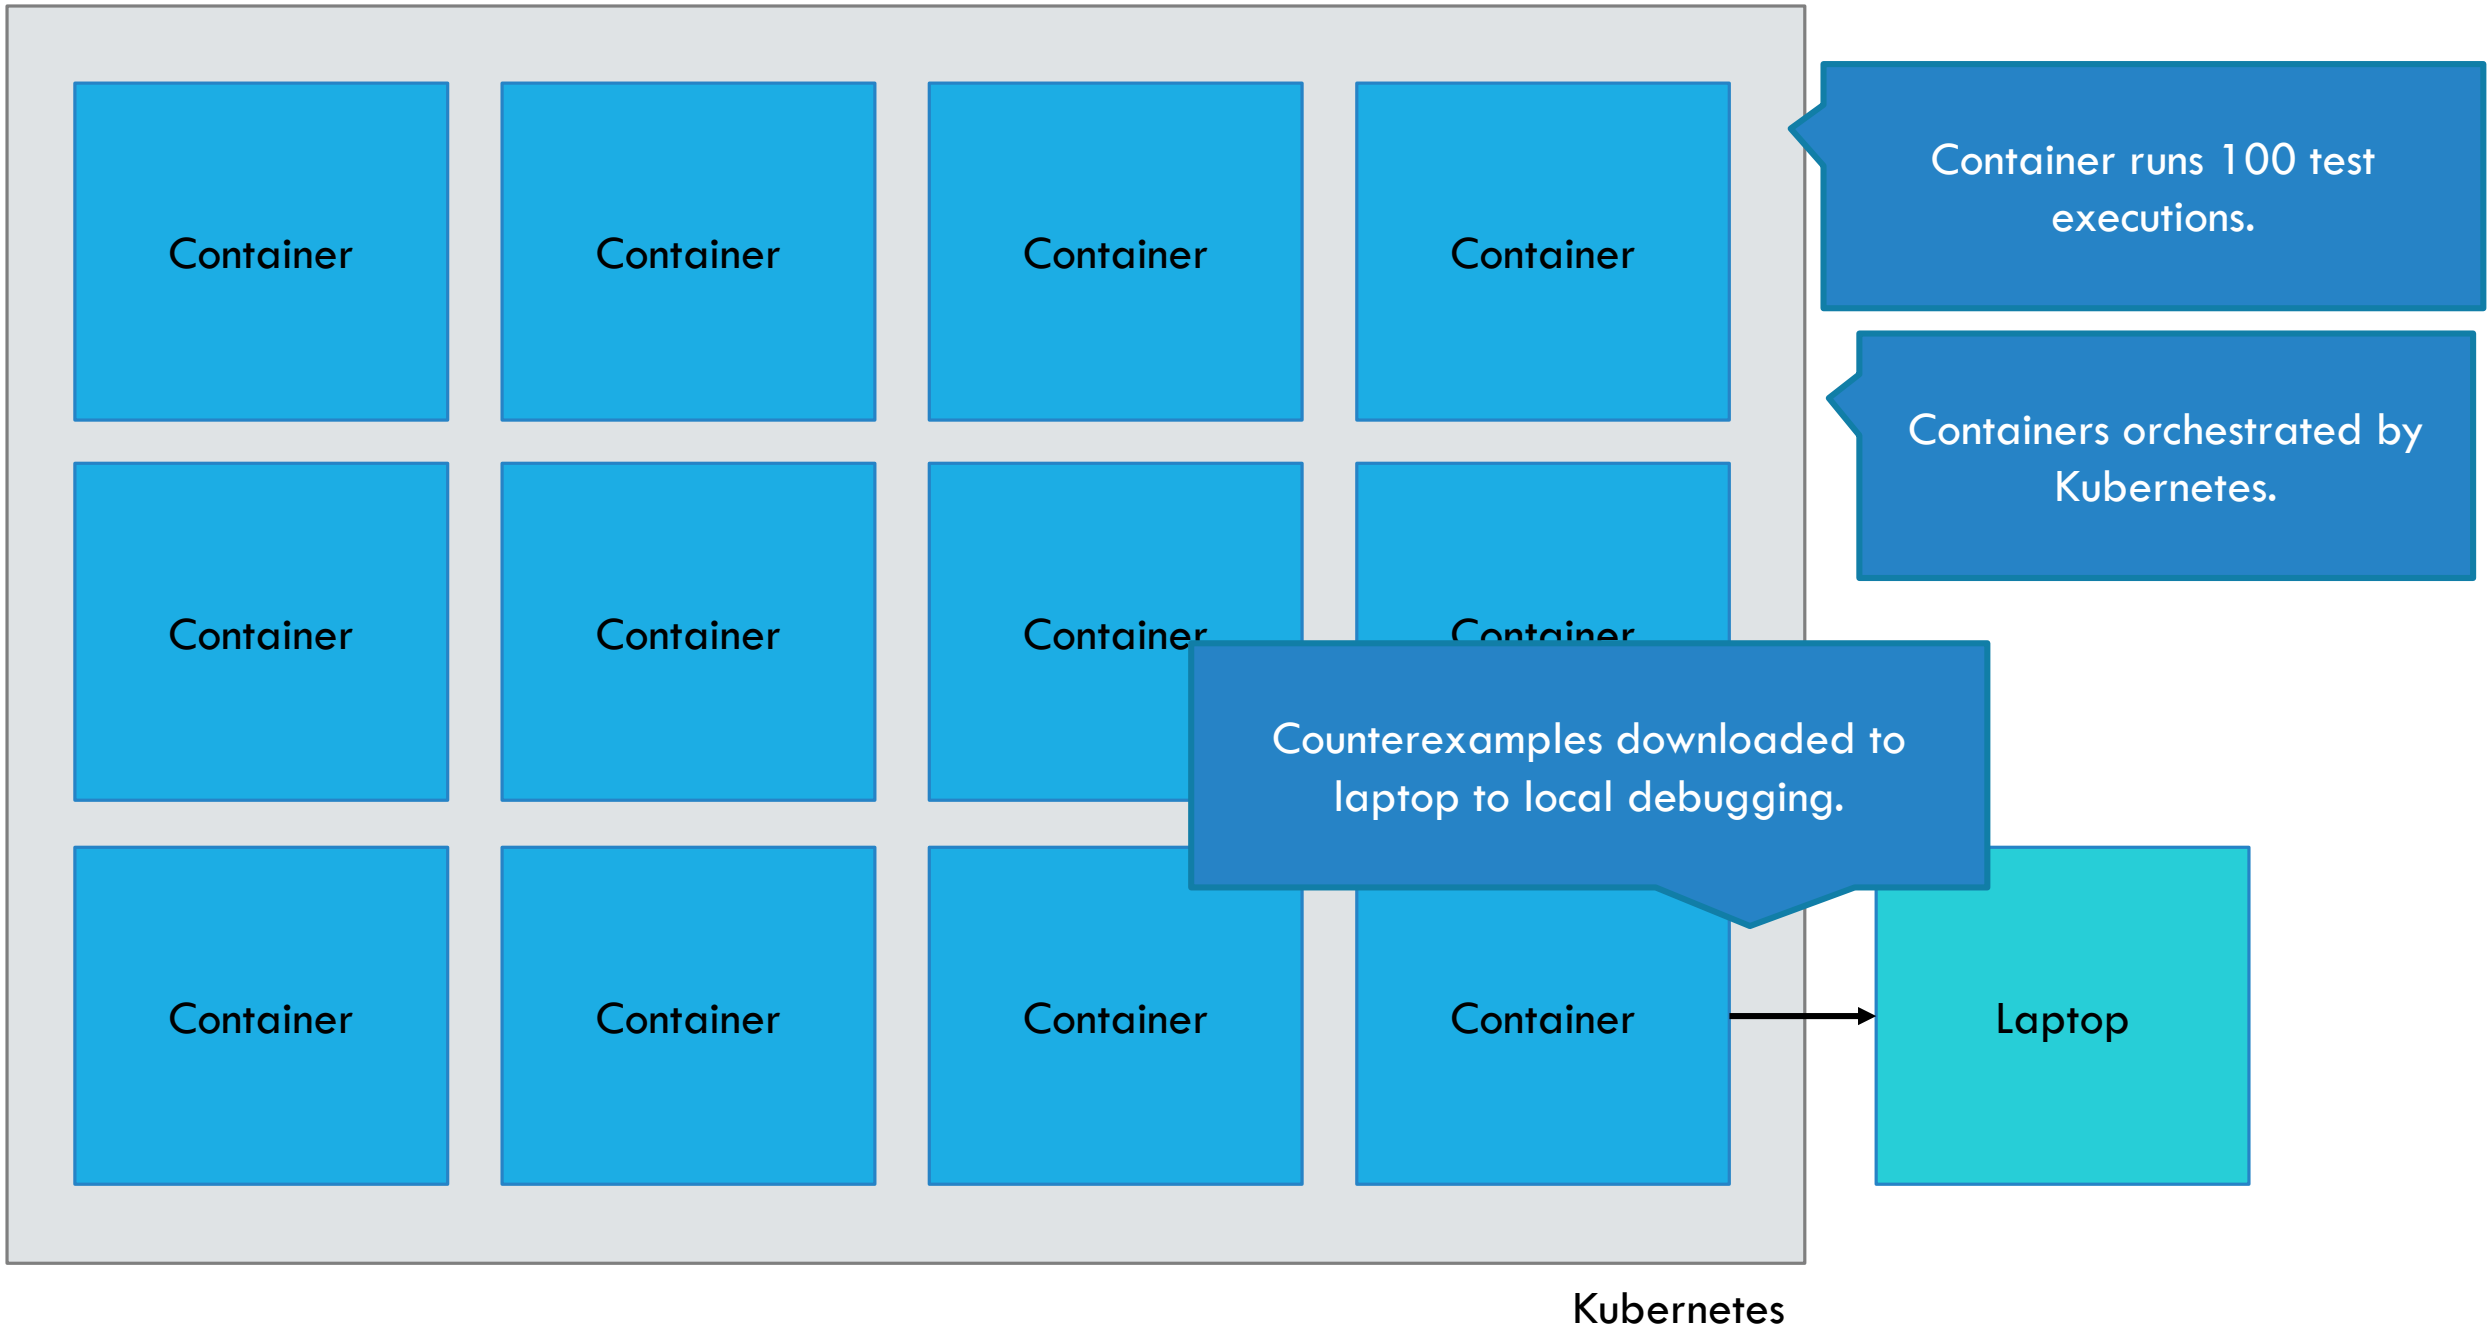 Container
Container
Container
Container
Container runs 100 test
executions.
Containers orchestrated by
Kubernetes.
Container
Container
Container
Container
Counterexamples downloaded to
laptop to local debugging.
Container
Container
Container
Container
Laptop
Kubernetes